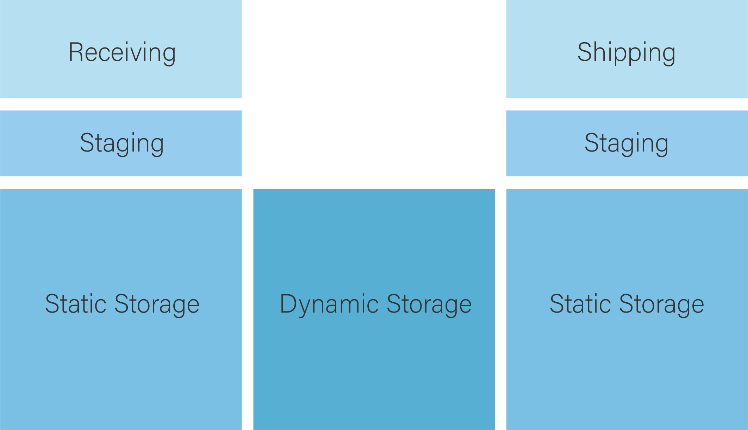 Receiving
Shipping
Staging
Staging
Static Storage
Dynamic Storage
Static Storage